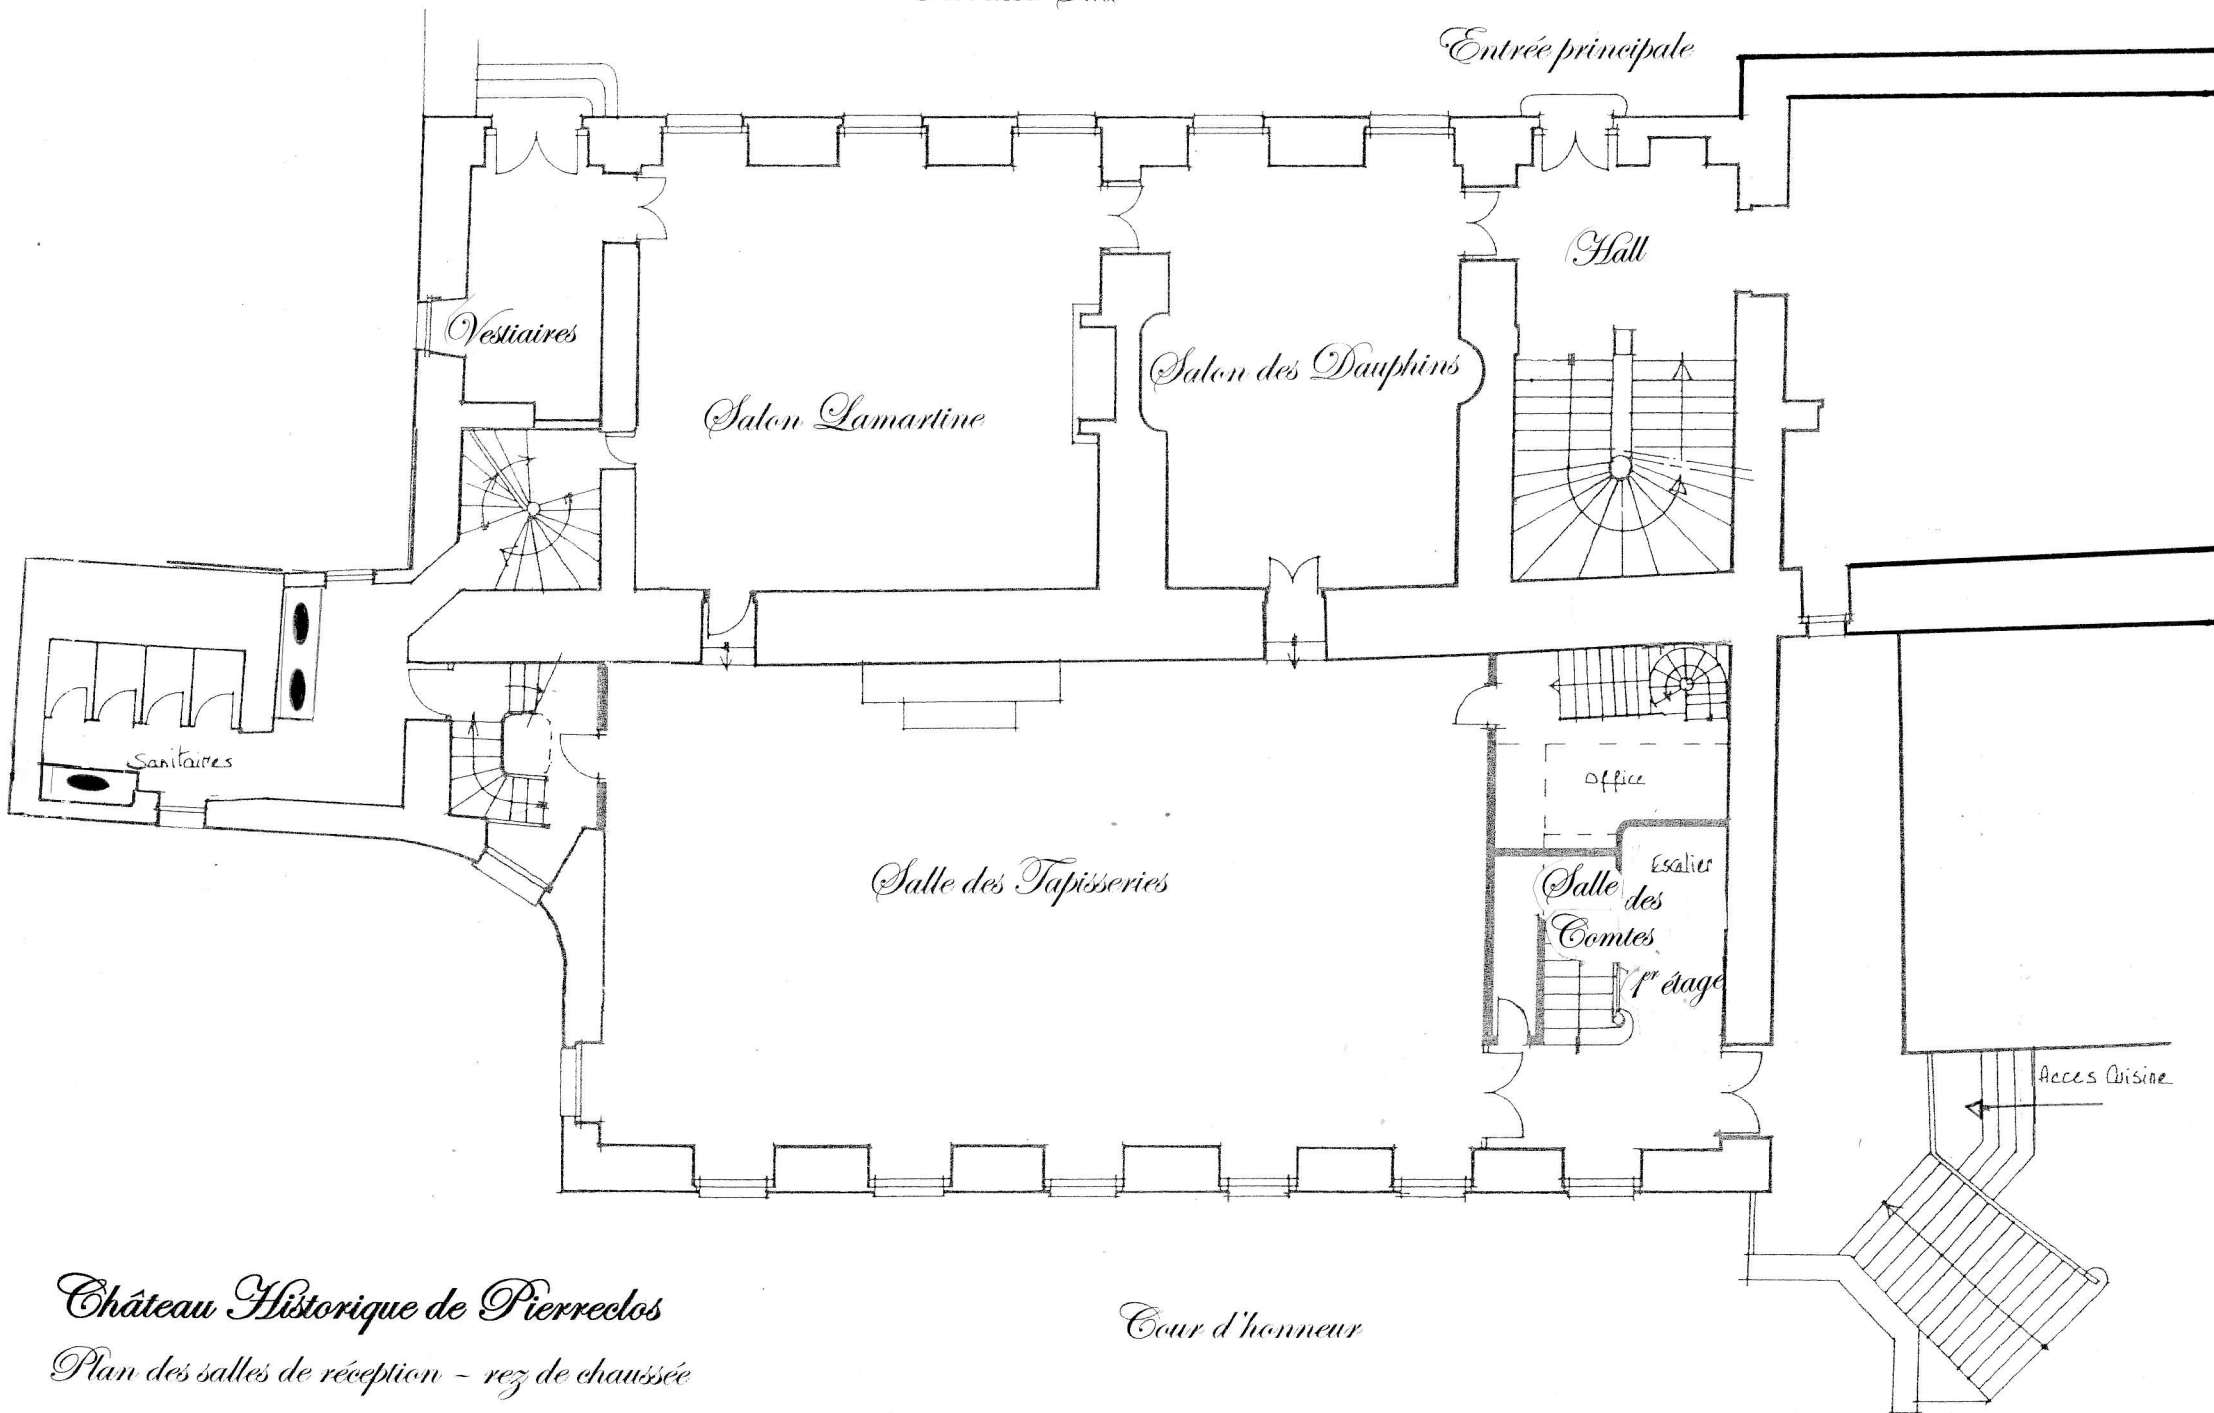 Entrée principale
Hall
Vestiaires
Salon des Dauphins
Salon Lamartine
Sanitaires
Office
Escalier
Salle des Tapisseries
Salle des
Comtes
1er étage
Acces Cuisine
Château Historique de Pierreclos
Cour d'honneur
Plan des salles de réception - rez de chaussée